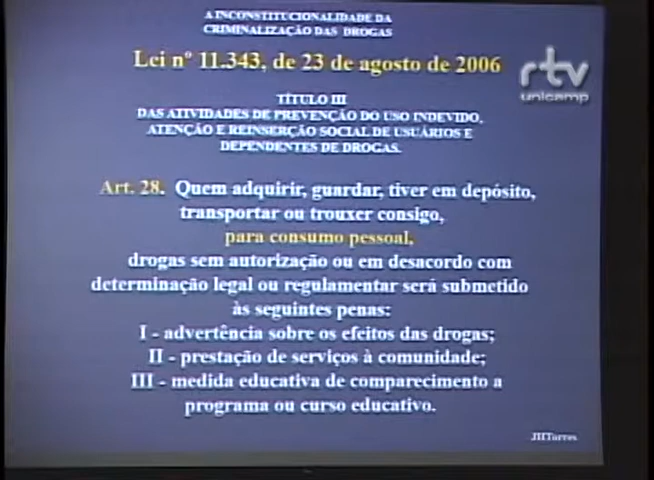 A INCONSTITUCIONALIDADE DA
CRIMINALIZAÇÃO DAS DROGAS
Lei nº 11.343, de 23 de agosto de 2006
rtv
unicamp
TÍTULO III
DAS ATIVIDADES DE PREVENÇÃO DO USO INDEVIDO,
ATENÇÃO E REINSERÇÃO SOCIAL DE USUÁRIOS E
DEPENDENTES DE DROGAS.
Art. 28. Quem adquirir, guardar, tiver em depósito,
transportar ou trouxer consigo,
para consumo pessoal,
drogas sem autorização ou em desacordo com
determinação legal ou regulamentar será submetido
às seguintes penas:
I - advertência sobre os efeitos das drogas;
II - prestação de serviços à comunidade;
III - medida educativa de comparecimento a
programa ou curso educativo.
JHTorres